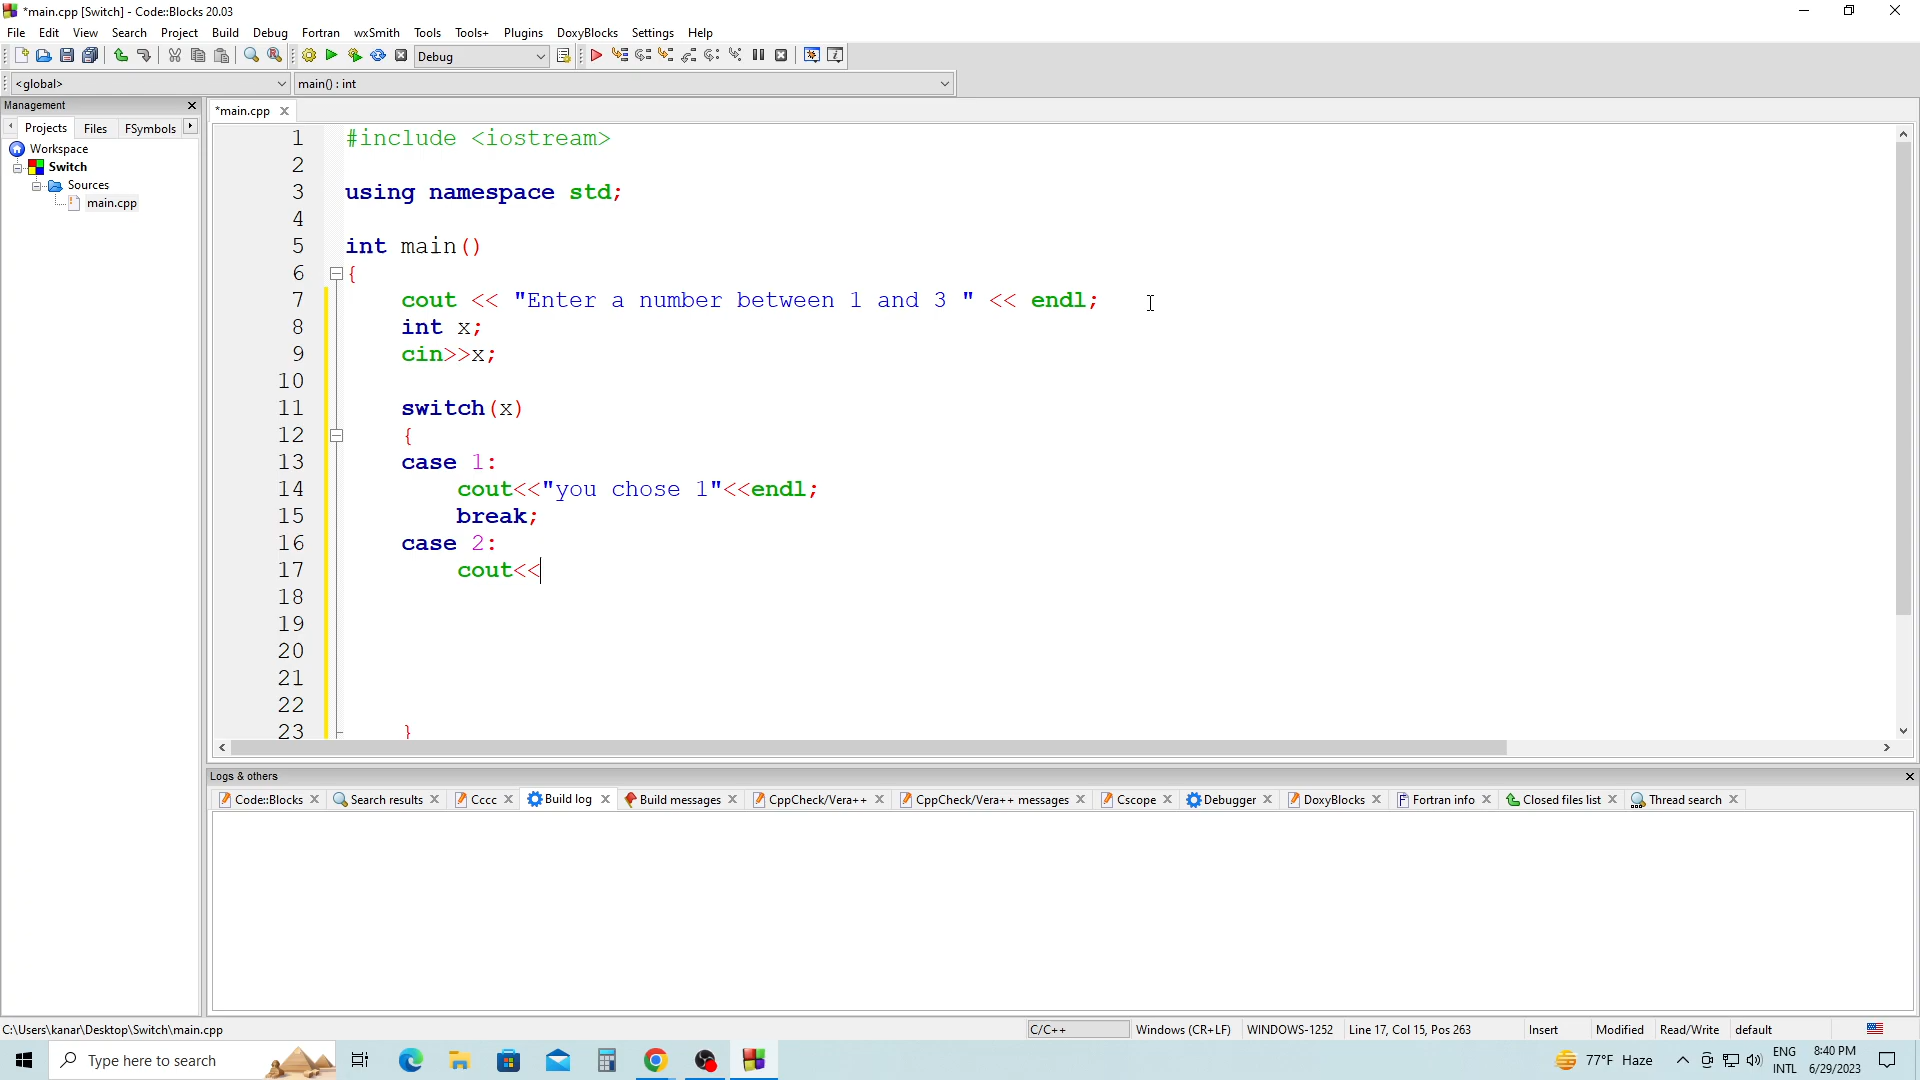 *main.cpp [Switch] - Code::Blocks 20.03
File Edit View Search Project Build Debug Fortran wxSmith Tools Tools+ Plugins DoxyBlocks Settings Help
Debug
<global> main() : int
Management
*main.cpp
Projects Files FSymbols
Workspace
Switch
Sources
main.cpp
1 #include <iostream>
2
3 using namespace std;
4
5 int main()
6 {
7 cout << "Enter a number between 1 and 3 " << endl;
8 int x;
9 cin>>x;
10
11 switch(x)
12 {
13 case 1:
14 cout<<"you chose 1"<<endl;
15 break;
16 case 2:
17 cout<<
18
19
20
21
22
23 }
Logs & others
Code::Blocks Search results Cccc Build log Build messages CppCheck/Vera++ CppCheck/Vera++ messages Cscope Debugger DoxyBlocks Fortran info Closed files list Thread search
C:\Users\kanar\Desktop\Switch\main.cpp C/C++ Windows (CR+LF) WINDOWS-1252 Line 17, Col 15, Pos 263 Insert Modified Read/Write default
Type here to search 77°F Haze ENG INTL 8:40 PM 6/29/2023